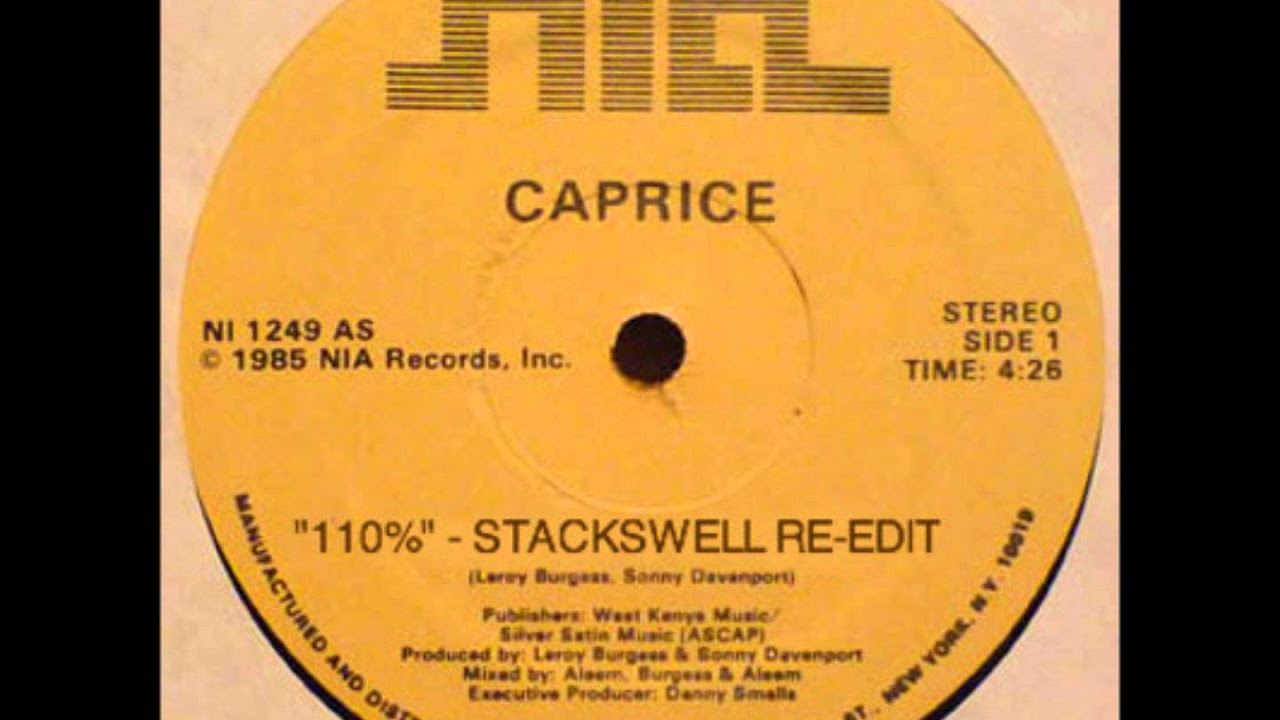 NIA
CAPRICE
NI 1249 AS
© 1985 NIA Records, Inc.
STEREO
SIDE 1
TIME: 4:26
"110%" - STACKSWELL RE-EDIT
(Leroy Burgess, Sonny Davenport)
Publishers: West Kenya Music/
Silver Satin Music (ASCAP)
Produced by: Leroy Burgess & Sonny Davenport
Mixed by: Aleem, Burgess & Aleem
Executive Producer: Danny Smalls
MANUFACTURED AND
NEW YORK, N.Y. 10019